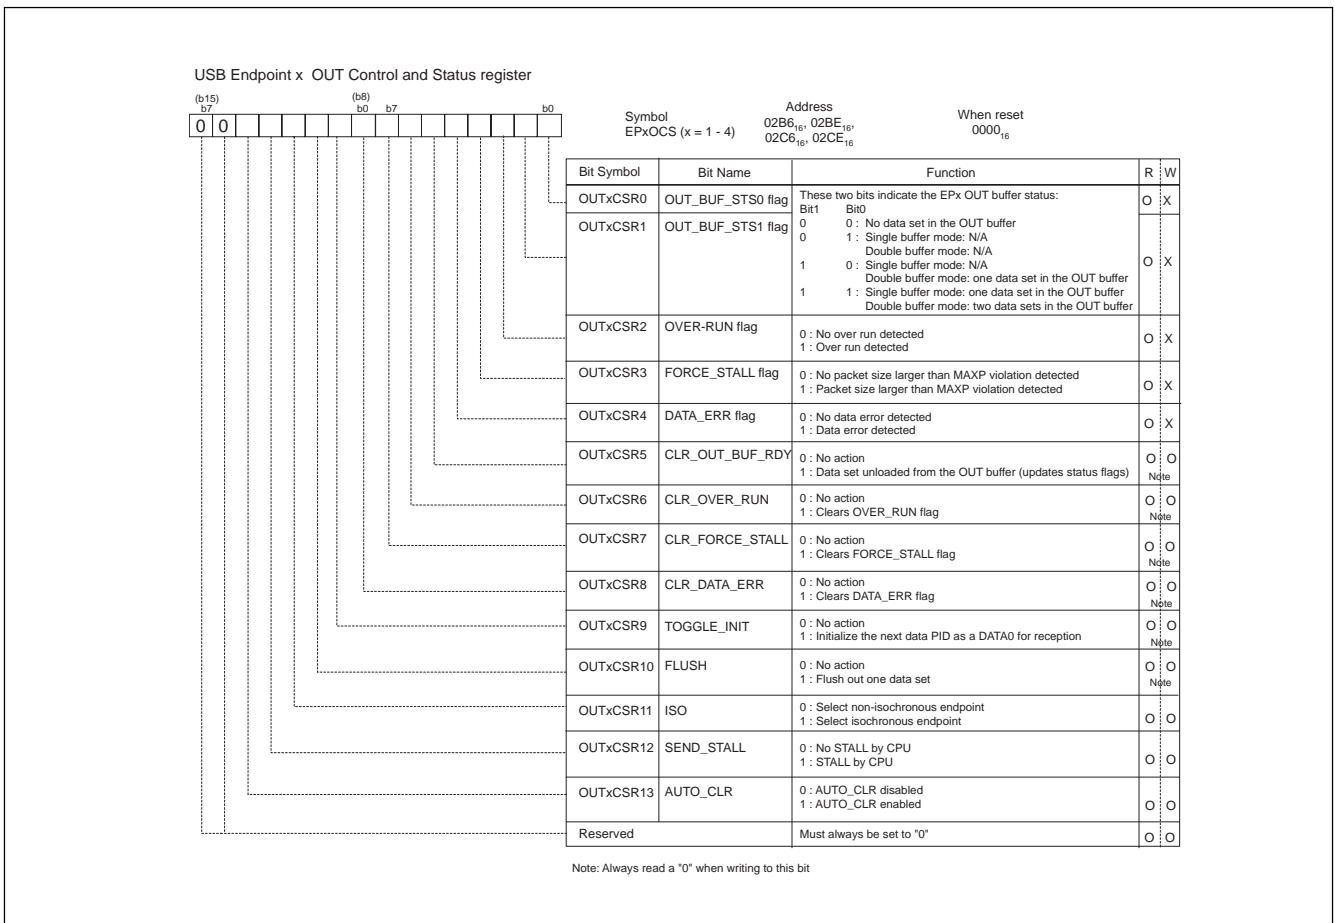 USB Endpoint x  OUT Control and Status register
(b15) (b8)
b7 b0 b7 b0
0 0
Symbol Address When reset
EPxOCS (x = 1 - 4) 02B616, 02BE16, 000016
02C616, 02CE16
Bit Symbol Bit Name Function R W
OUTxCSR0 OUT_BUF_STS0 flag These two bits indicate the EPx OUT buffer status: O X
Bit1 Bit0
0 0 : No data set in the OUT buffer
OUTxCSR1 OUT_BUF_STS1 flag 0 1 : Single buffer mode: N/A O X
Double buffer mode: N/A
1 0 : Single buffer mode: N/A
Double buffer mode: one data set in the OUT buffer
1 1 : Single buffer mode: one data set in the OUT buffer
Double buffer mode: two data sets in the OUT buffer
OUTxCSR2 OVER-RUN flag 0 : No over run detected O X
1 : Over run detected
OUTxCSR3 FORCE_STALL flag 0 : No packet size larger than MAXP violation detected O X
1 : Packet size larger than MAXP violation detected
OUTxCSR4 DATA_ERR flag 0 : No data error detected O X
1 : Data error detected
OUTxCSR5 CLR_OUT_BUF_RDY 0 : No action O O
1 : Data set unloaded from the OUT buffer (updates status flags) Note
OUTxCSR6 CLR_OVER_RUN 0 : No action O O
1 : Clears OVER_RUN flag Note
OUTxCSR7 CLR_FORCE_STALL 0 : No action O O
1 : Clears FORCE_STALL flag Note
OUTxCSR8 CLR_DATA_ERR 0 : No action O O
1 : Clears DATA_ERR flag Note
OUTxCSR9 TOGGLE_INIT 0 : No action O O
1 : Initialize the next data PID as a DATA0 for reception Note
OUTxCSR10 FLUSH 0 : No action O O
1 : Flush out one data set Note
OUTxCSR11 ISO 0 : Select non-isochronous endpoint O O
1 : Select isochronous endpoint
OUTxCSR12 SEND_STALL 0 : No STALL by CPU O O
1 : STALL by CPU
OUTxCSR13 AUTO_CLR 0 : AUTO_CLR disabled O O
1 : AUTO_CLR enabled
Reserved Must always be set to "0" O O
Note: Always read a "0" when writing to this bit